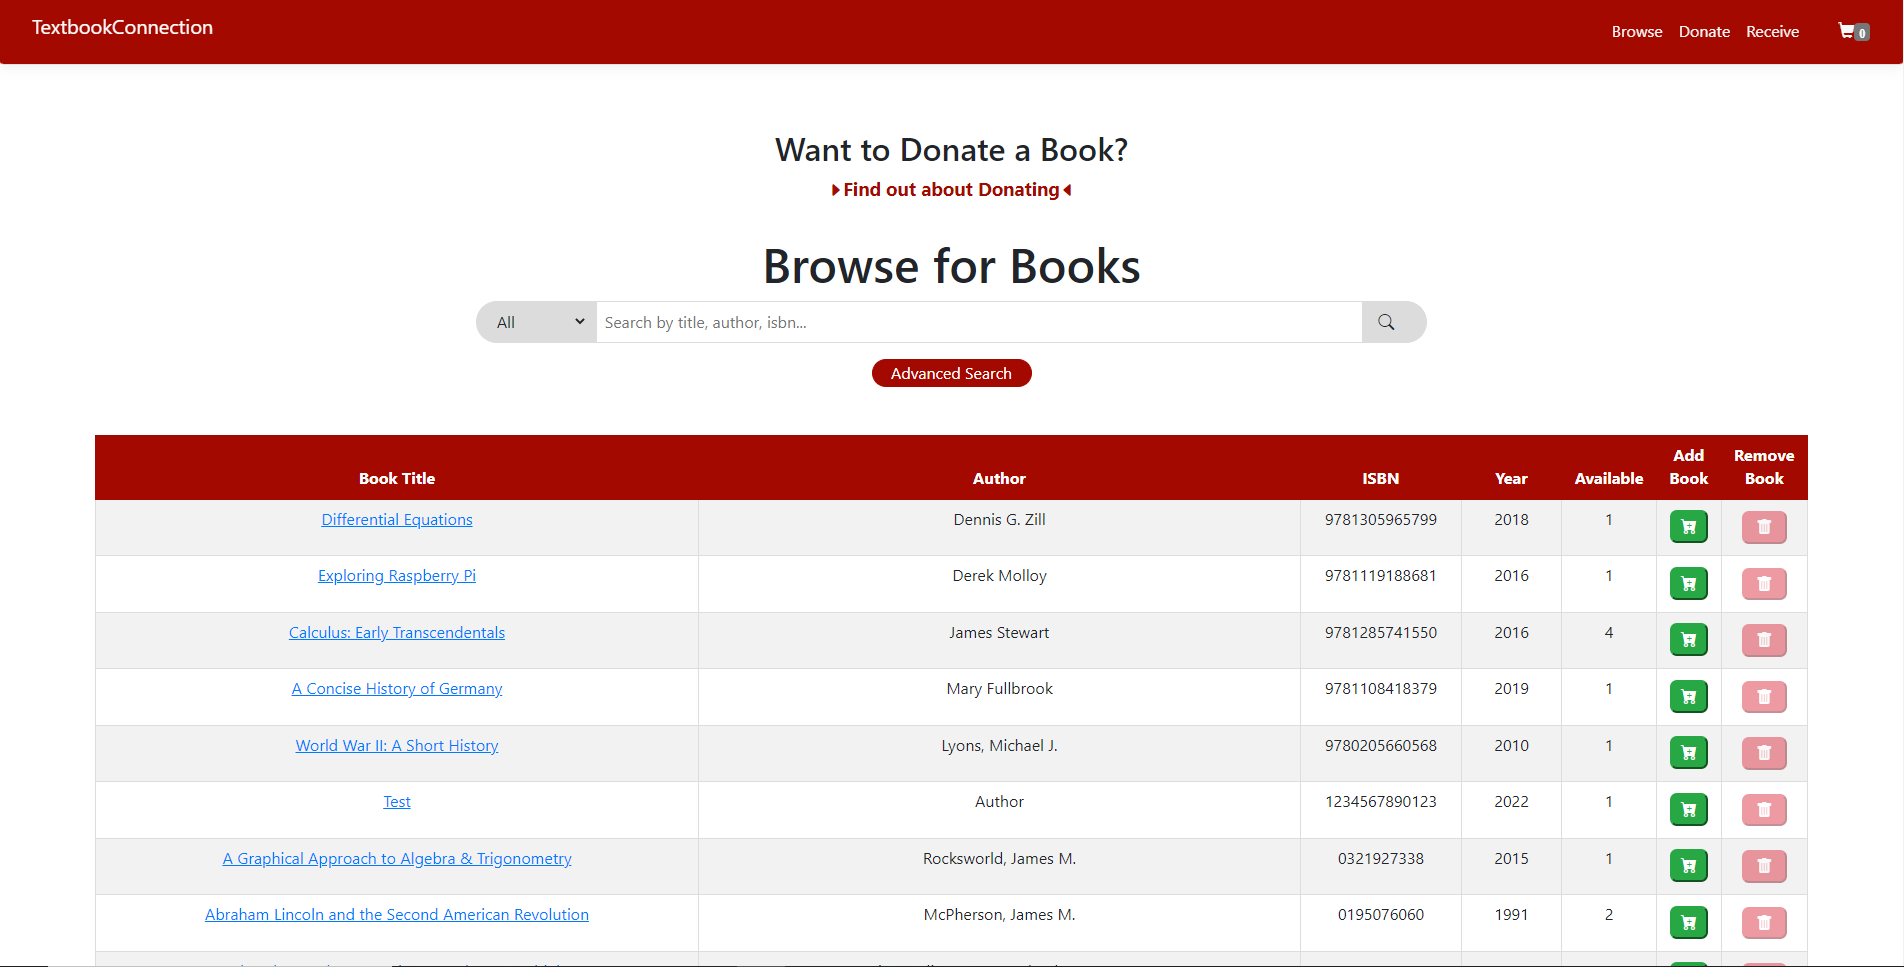 TextbookConnection
Browse Donate Receive 0
Want to Donate a Book?
Find out about Donating
Browse for Books
All Search by title, author, isbn...
Advanced Search
Book Title Author ISBN Year Available Add Book Remove Book
Differential Equations Dennis G. Zill 9781305965799 2018 1
Exploring Raspberry Pi Derek Molloy 9781119188681 2016 1
Calculus: Early Transcendentals James Stewart 9781285741550 2016 4
A Concise History of Germany Mary Fullbrook 9781108418379 2019 1
World War II: A Short History Lyons, Michael J. 9780205660568 2010 1
Test Author 1234567890123 2022 1
A Graphical Approach to Algebra & Trigonometry Rocksworld, James M. 0321927338 2015 1
Abraham Lincoln and the Second American Revolution McPherson, James M. 0195076060 1991 2